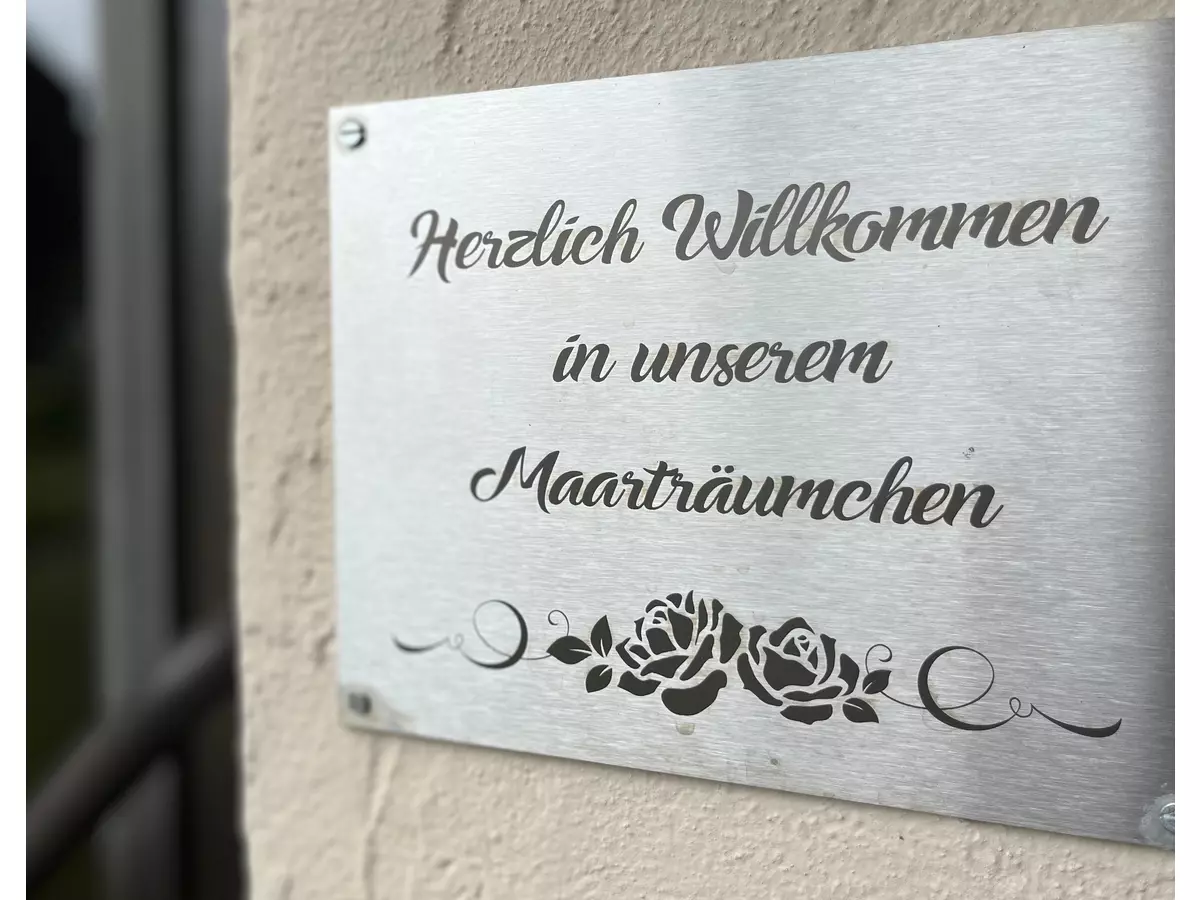 Herzlich Willkommen
in unserem
Maarträumchen